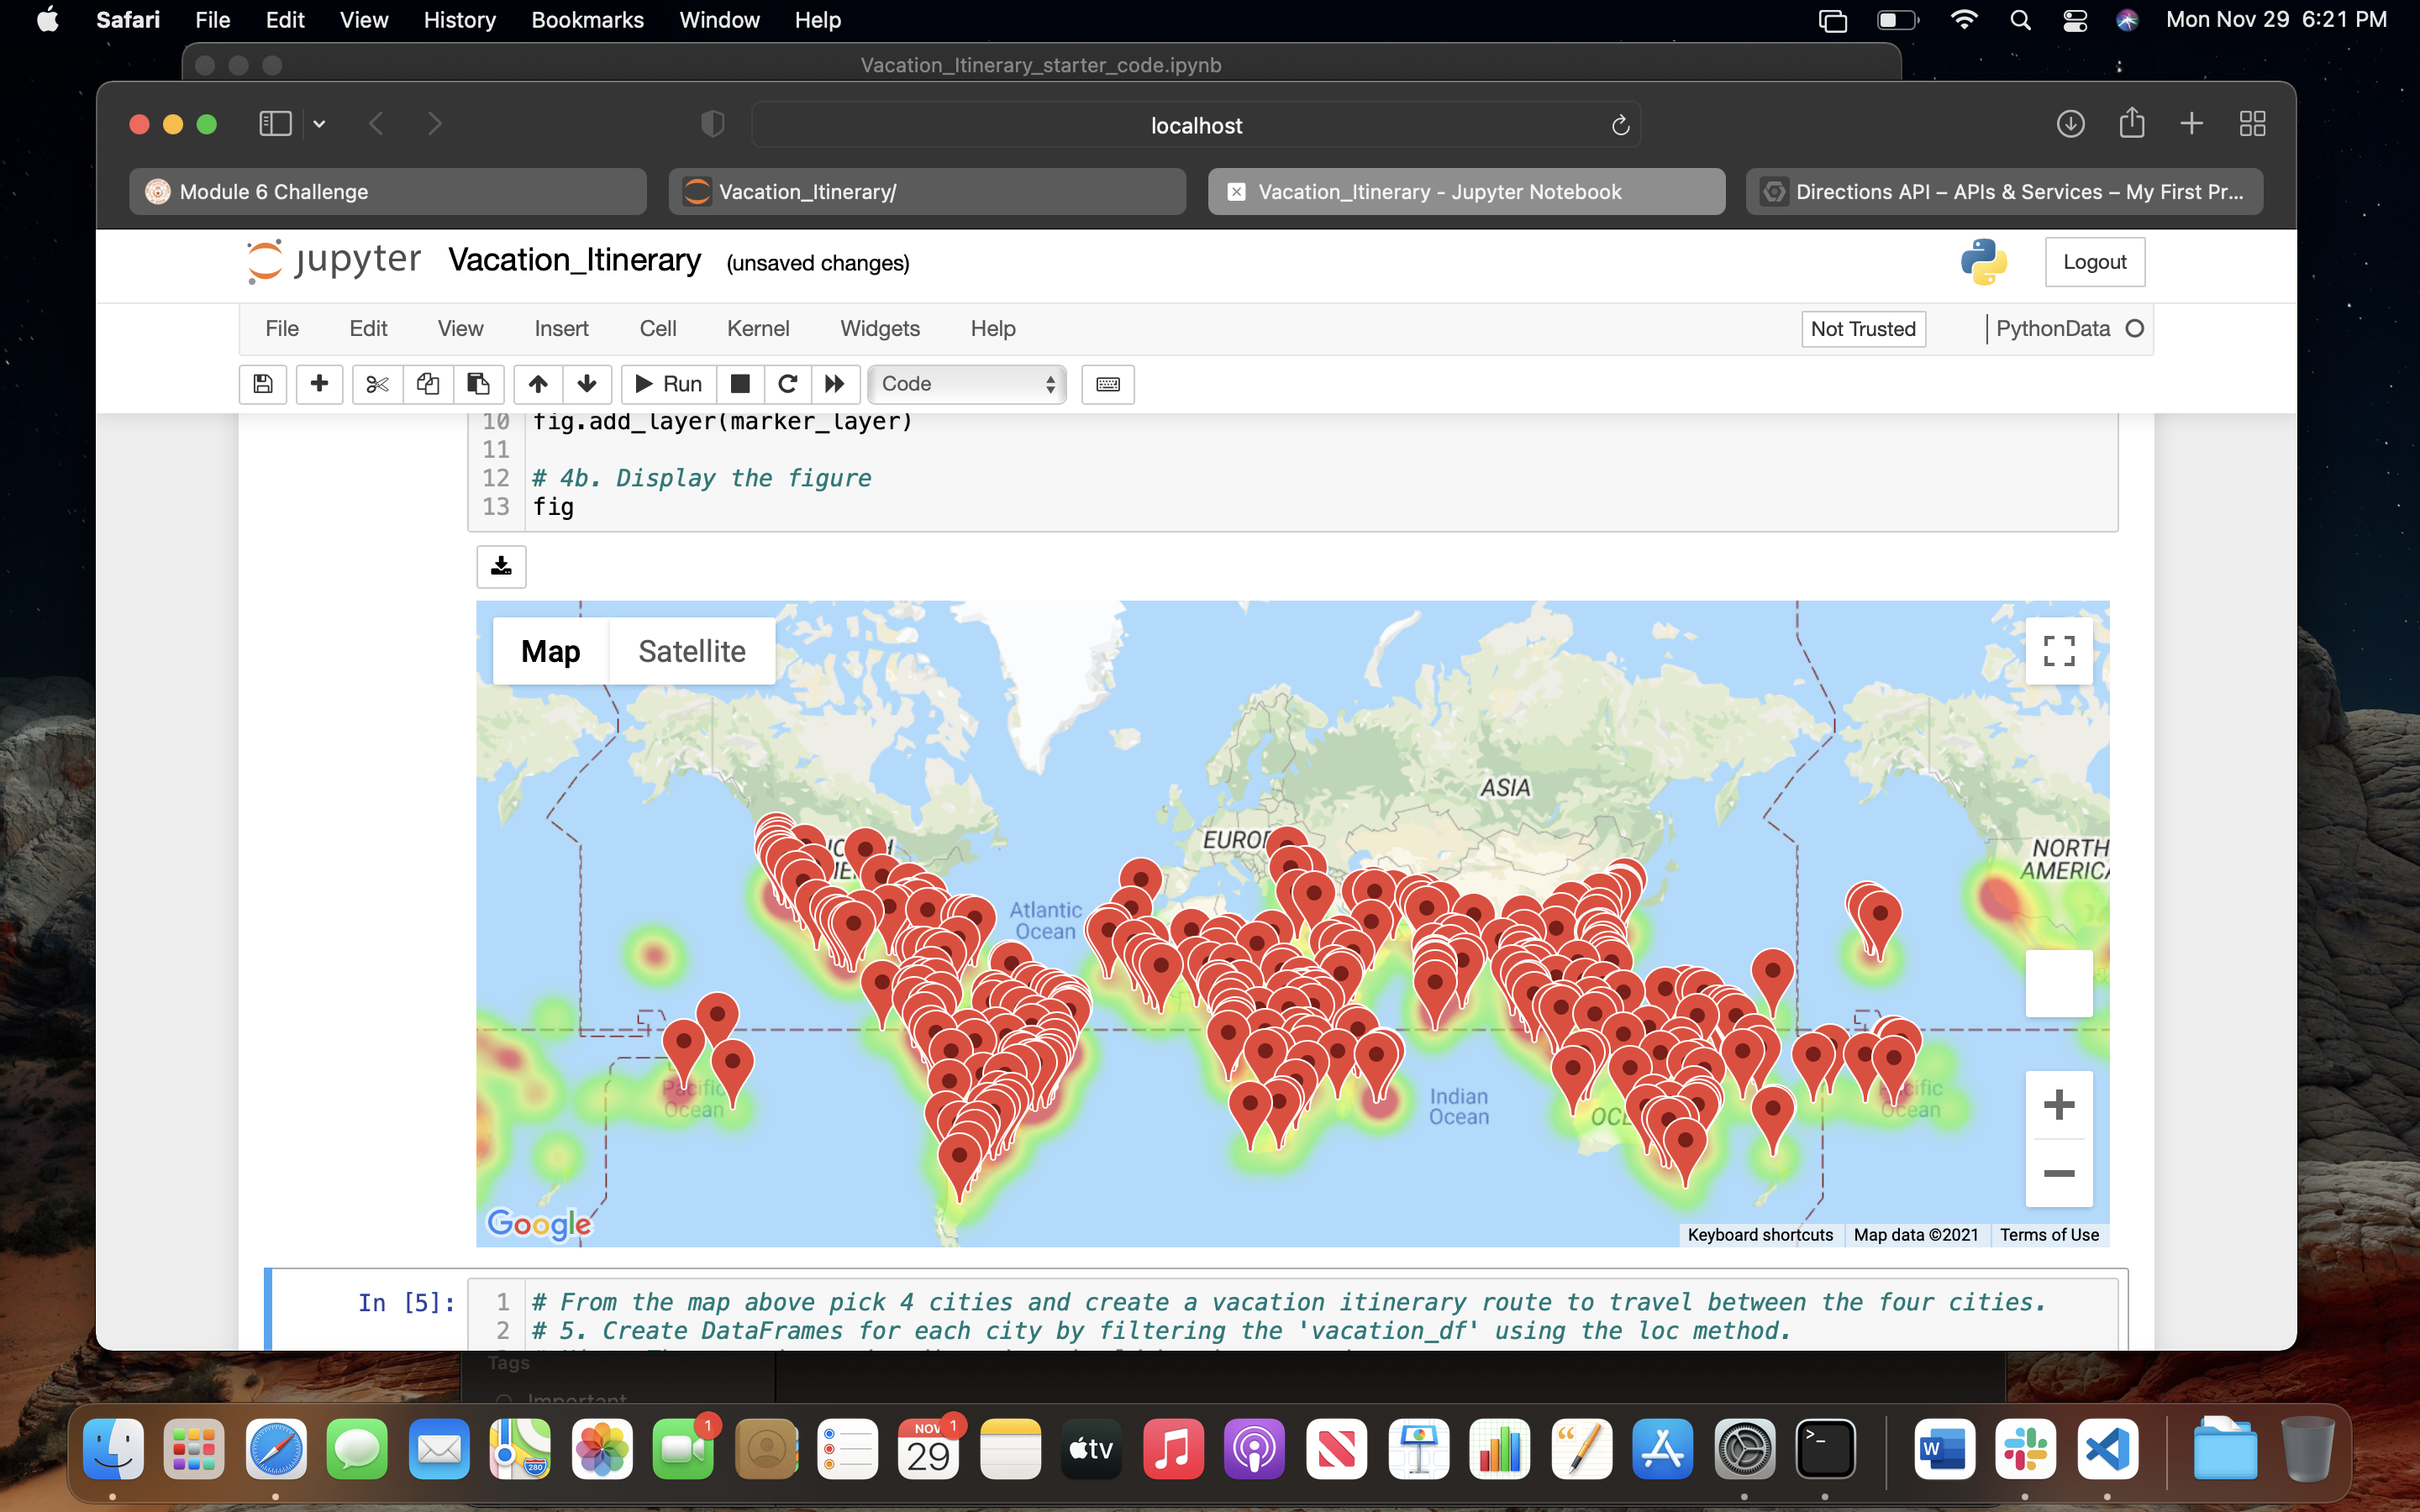 Safari File Edit View History Bookmarks Window Help Mon Nov 29 6:21 PM
Vacation_Itinerary_starter_code.ipynb
localhost
Module 6 Challenge Vacation_Itinerary/ Vacation_Itinerary - Jupyter Notebook Directions API – APIs & Services – My First Pr...
jupyter Vacation_Itinerary (unsaved changes) Logout
File Edit View Insert Cell Kernel Widgets Help Not Trusted PythonData
Run Code
10 fig.add_layer(marker_layer)
11
12 # 4b. Display the figure
13 fig
Map Satellite
ASIA
EUROP
NORTH
AMERICA
Atlantic
Ocean
Pacific
Ocean
Indian
Ocean
OCE
Pacific
Ocean
Google
Keyboard shortcuts Map data ©2021 Terms of Use
In [5]:
1 # From the map above pick 4 cities and create a vacation itinerary route to travel between the four cities.
2 # 5. Create DataFrames for each city by filtering the 'vacation_df' using the loc method.
Tags
Important
1
NOV 1
29
tv
280
W